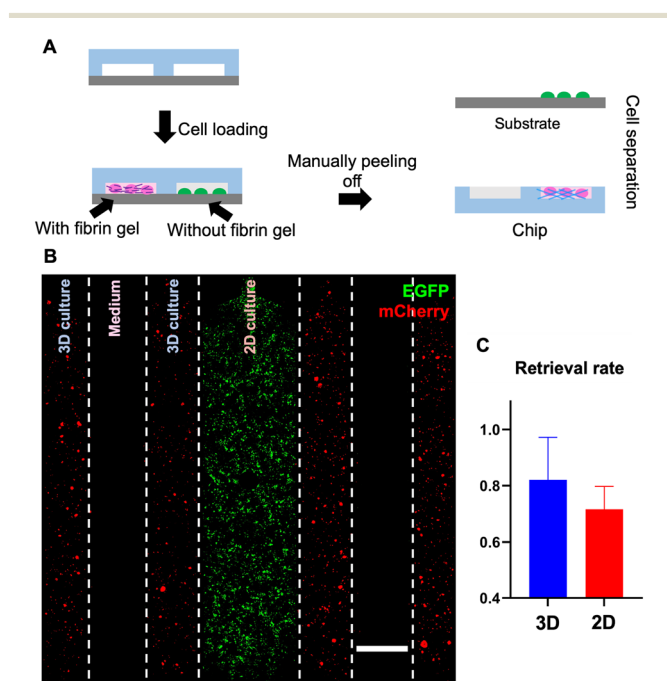 A
Cell loading
With fibrin gel
Without fibrin gel
Manually peeling
off
Substrate
Chip
Cell separation
B
3D culture
Medium
3D culture
2D culture
EGFP
mCherry
C
Retrieval rate
1.0
0.8
0.6
0.4
3D
2D